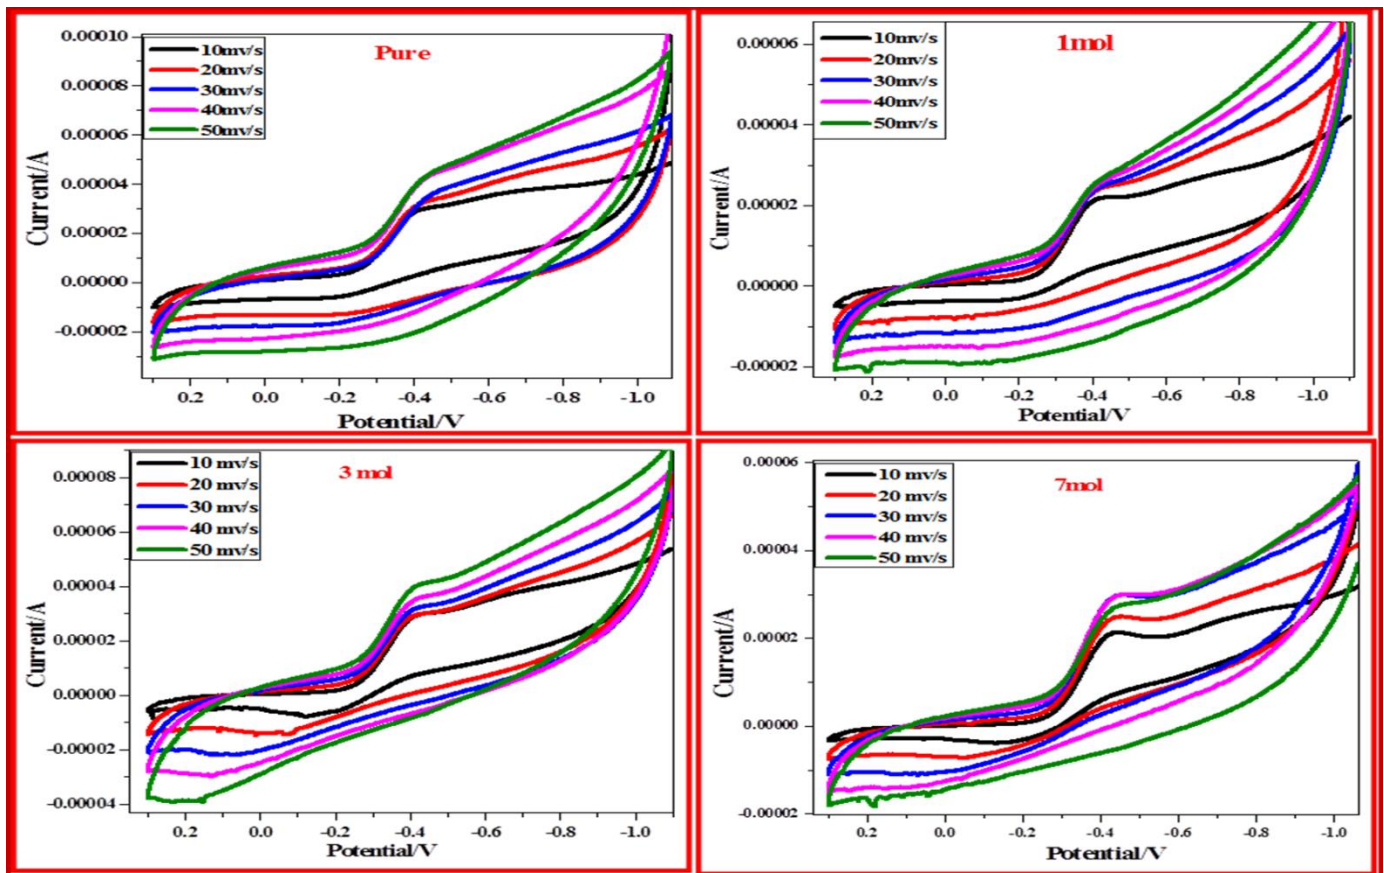 Pure
10mv/s
20mv/s
30mv/s
40mv/s
50mv/s
0.00010
0.00008
0.00006
0.00004
0.00002
0.00000
-0.00002
Current/A
0.2 0.0 -0.2 -0.4 -0.6 -0.8 -1.0
Potential/V
1mol
10mv/s
20mv/s
30mv/s
40mv/s
50mv/s
0.00006
0.00004
0.00002
0.00000
-0.00002
Current/A
0.2 0.0 -0.2 -0.4 -0.6 -0.8 -1.0
Potential/V
3 mol
10 mv/s
20 mv/s
30 mv/s
40 mv/s
50 mv/s
0.00008
0.00006
0.00004
0.00002
0.00000
-0.00002
-0.00004
Current/A
0.2 0.0 -0.2 -0.4 -0.6 -0.8 -1.0
Potential/V
7mol
10 mv/s
20 mv/s
30 mv/s
40 mv/s
50 mv/s
0.00006
0.00004
0.00002
0.00000
-0.00002
Current/A
0.2 0.0 -0.2 -0.4 -0.6 -0.8 -1.0
Potential/V